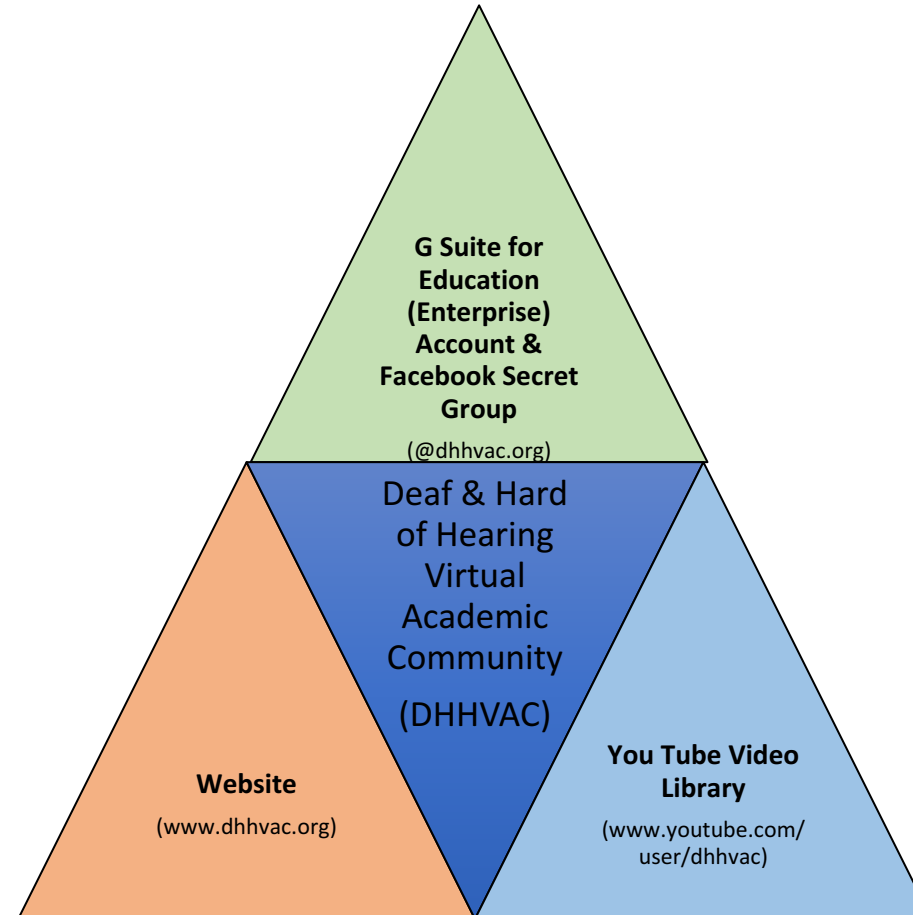 G Suite for
Education
(Enterprise)
Account &
Facebook Secret
Group
(@dhhvac.org)
Deaf & Hard
of Hearing
Virtual
Academic
Community
(DHHVAC)
Website
(www.dhhvac.org)
You Tube Video
Library
(www.youtube.com/
user/dhhvac)